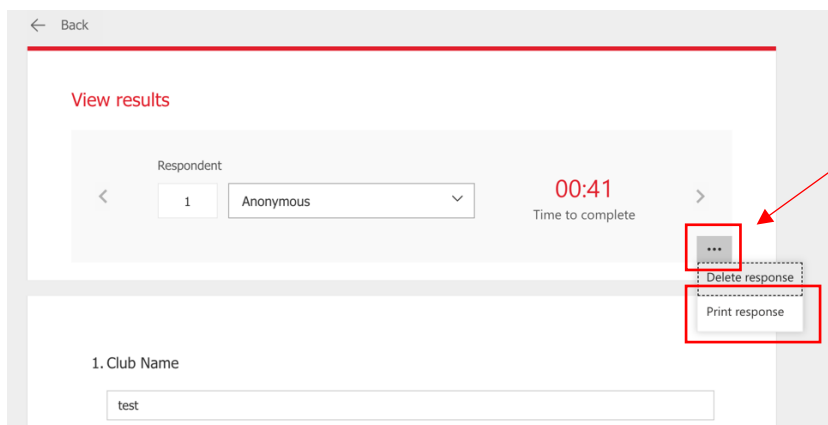 Back
View results
Respondent
1
Anonymous
00:41
Time to complete
...
Delete response
Print response
1. Club Name
test